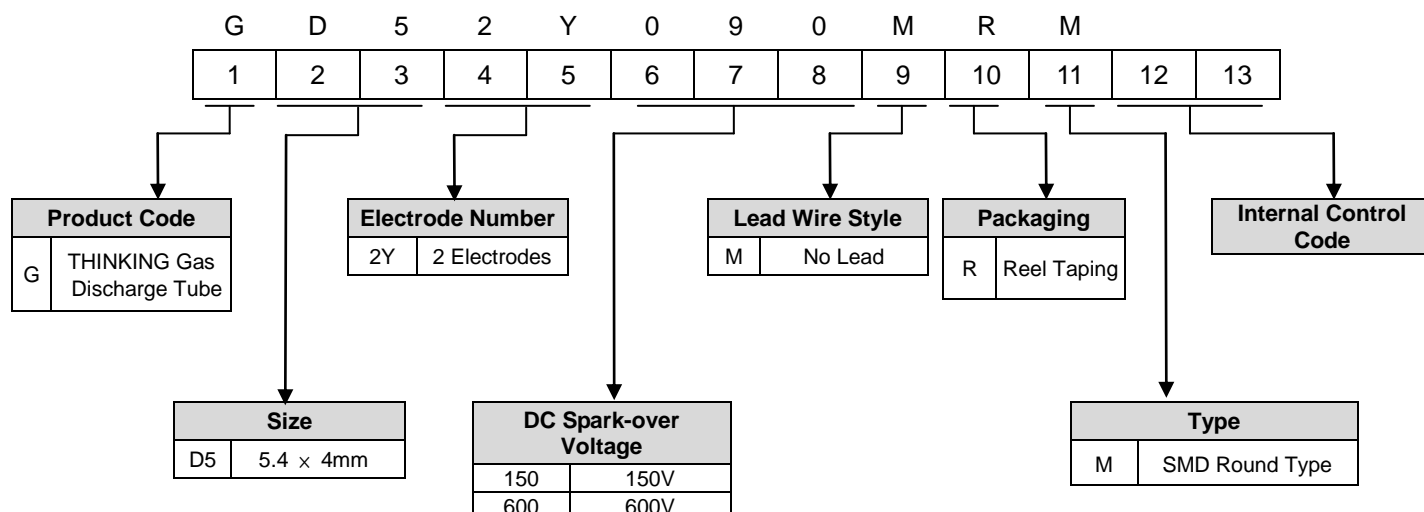 G D 5 2 Y 0 9 0 M R M
1 2 3 4 5 6 7 8 9 10 11 12 13
Product Code
G THINKING Gas
Discharge Tube
Electrode Number
2Y 2 Electrodes
Lead Wire Style
M No Lead
Packaging
R Reel Taping
Internal Control
Code
Size
D5 5.4 × 4mm
DC Spark-over
Voltage
150 150V
600 600V
Type
M SMD Round Type